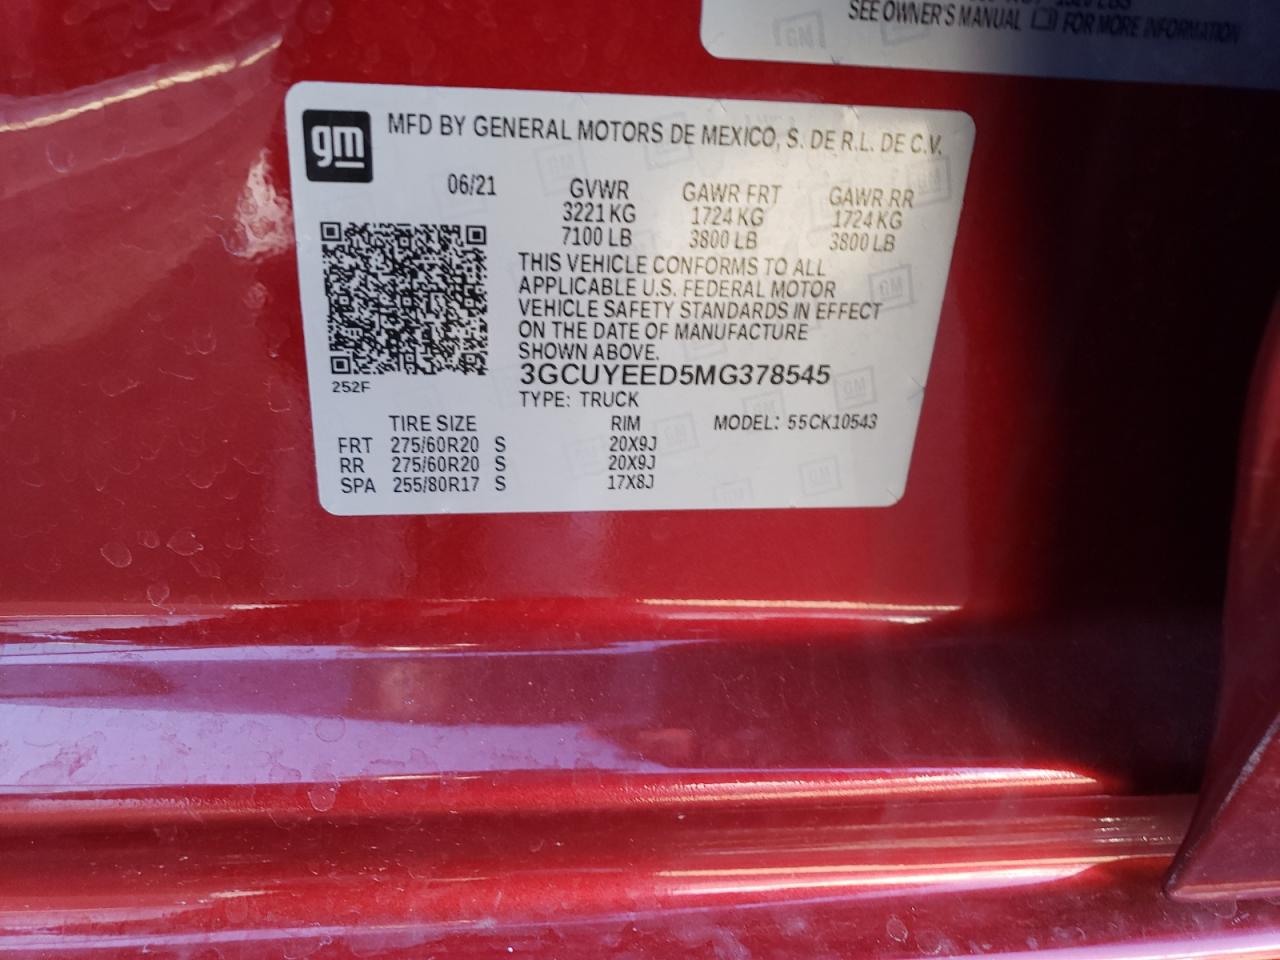 SEE OWNER'S MANUAL FOR MORE INFORMATION
gm
MFD BY GENERAL MOTORS DE MEXICO, S. DE R.L. DE C.V.
06/21 GVWR GAWR FRT GAWR RR
3221 KG 1724 KG 1724 KG
7100 LB 3800 LB 3800 LB
THIS VEHICLE CONFORMS TO ALL
APPLICABLE U.S. FEDERAL MOTOR
VEHICLE SAFETY STANDARDS IN EFFECT
ON THE DATE OF MANUFACTURE
SHOWN ABOVE.
3GCUYEED5MG378545
252F
TYPE: TRUCK
TIRE SIZE RIM MODEL: 55CK10543
FRT 275/60R20 S 20X9J
RR 275/60R20 S 20X9J
SPA 255/80R17 S 17X8J